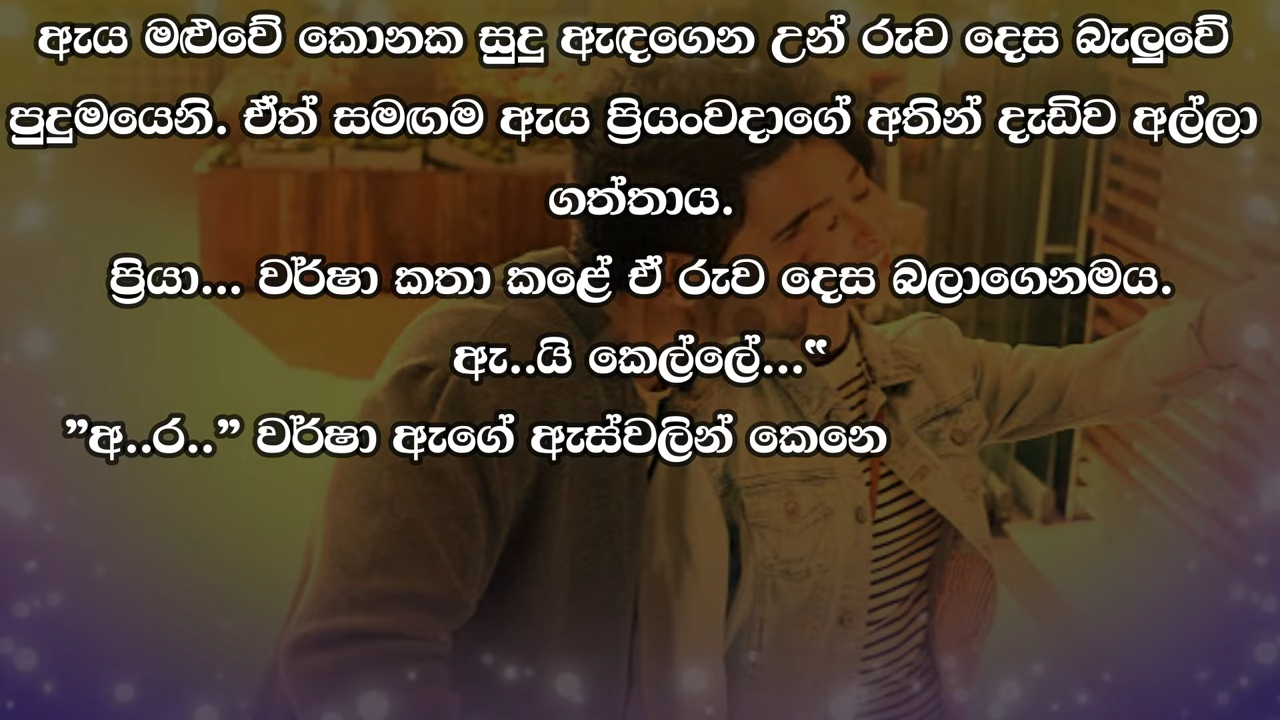 ඇය මළුවේ කොනක සුදු ඇඳගෙන උන් රුව දෙස බැලුවේ
පුදුමයෙනි. ඒත් සමඟම ඇය ප්‍රියංවදාගේ අතින් දැඩිව අල්ලා
ගත්තාය.
ප්‍රියා... වර්ෂා කතා කළේ ඒ රුව දෙස බලාගෙනමය.
ඇ..යි කෙල්ලේ...‟
”අ..ර..” වර්ෂා ඇගේ ඇස්වලින් කෙනෙ